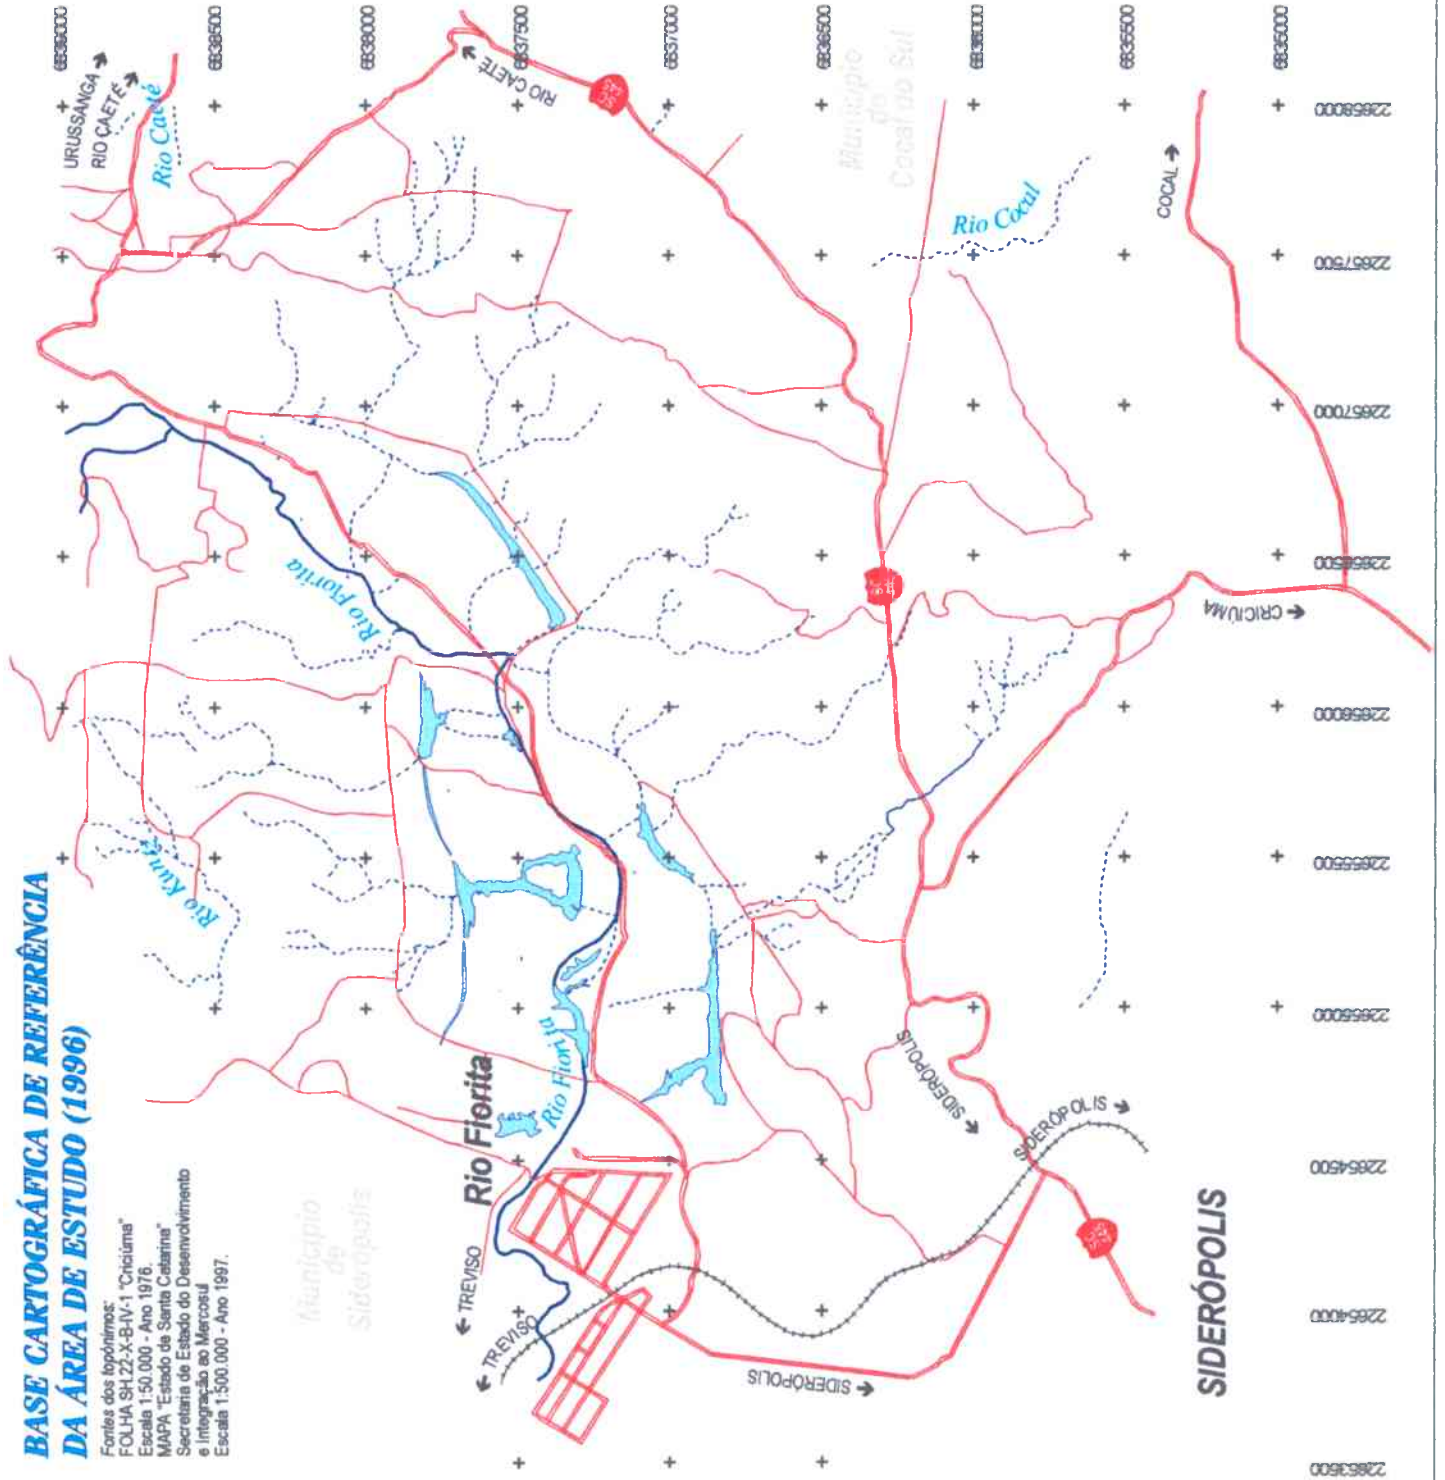 BASE CARTOGRÁFICA DE REFERÊNCIA
DA ÁREA DE ESTUDO (1996)
Fontes dos topônimos:
FOLHA SH.22-X-B-IV-1 "Criciúma"
Escala 1:50.000 - Ano 1976.
MAPA "Estado de Santa Catarina"
Secretaria de Estado do Desenvolvimento
e Integração ao Mercosul
Escala 1:500.000 - Ano 1997.
Município
de
Siderópolis
6839000
6838500
6838000
6837500
6837000
6836500
6836000
6835500
6835000
URUSSANGA
RIO CAETÉ
Rio Caeté
RIO CAETÉ
Município
de
Cocal do Sul
Rio Cocal
COCAL
Rio Fiorita
Rio Kuntz
CRICIÚMA
Rio Fiorita
Rio Fiorita
TREVISO
TREVISO
SIDERÓPOLIS
SIDERÓPOLIS
SIDERÓPOLIS
SIDERÓPOLIS
22658000
22657500
22657000
22656500
22656000
22655500
22655000
22654500
22654000
22653500